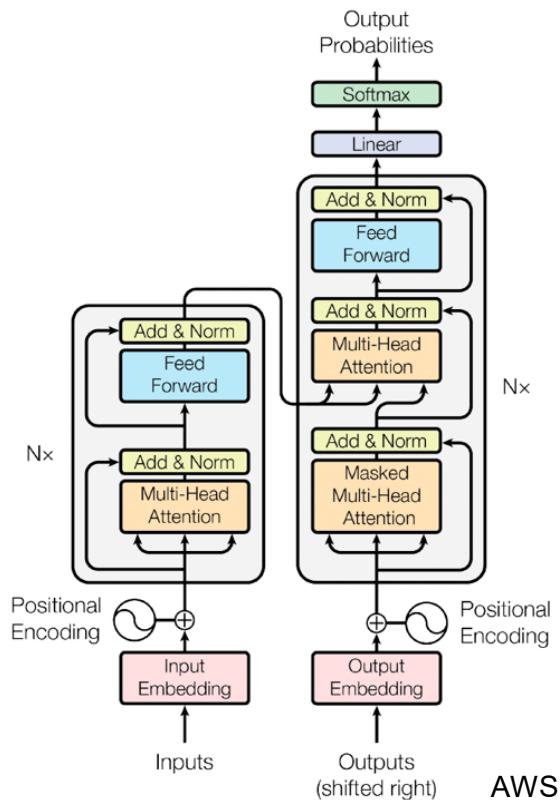 Output
Probabilities
Softmax
Linear
Add & Norm
Feed
Forward
Add & Norm
Multi-Head
Attention
Add & Norm
Masked
Multi-Head
Attention
Nx
Add & Norm
Feed
Forward
Add & Norm
Multi-Head
Attention
Nx
Positional
Encoding
Positional
Encoding
Input
Embedding
Output
Embedding
Inputs
Outputs
(shifted right)
AWS